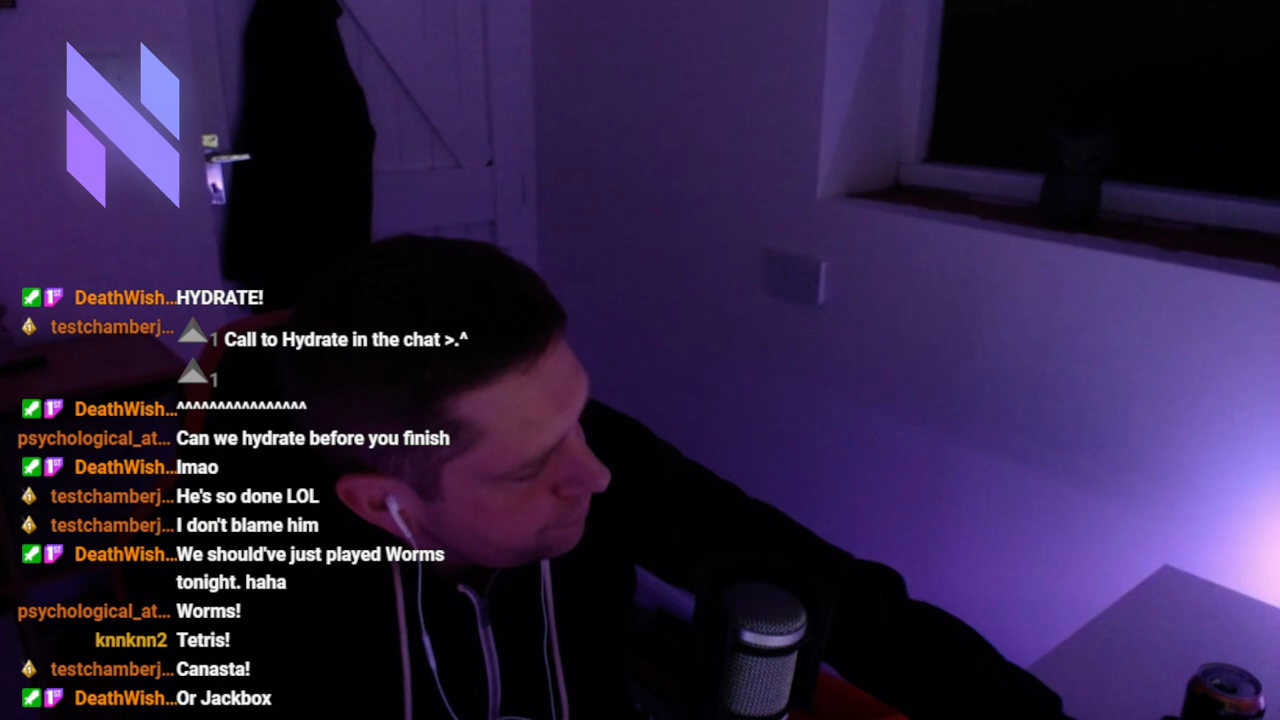 DeathWish...HYDRATE!
testchamberj... 1 Call to Hydrate in the chat >.^
1
DeathWish...^^^^^^^^^^^^^^^^
psychological_at... Can we hydrate before you finish
DeathWish...lmao
testchamberj... He's so done LOL
testchamberj... I don't blame him
DeathWish...We should've just played Worms
tonight. haha
psychological_at... Worms!
knnknn2 Tetris!
testchamberj... Canasta!
DeathWish...Or Jackbox